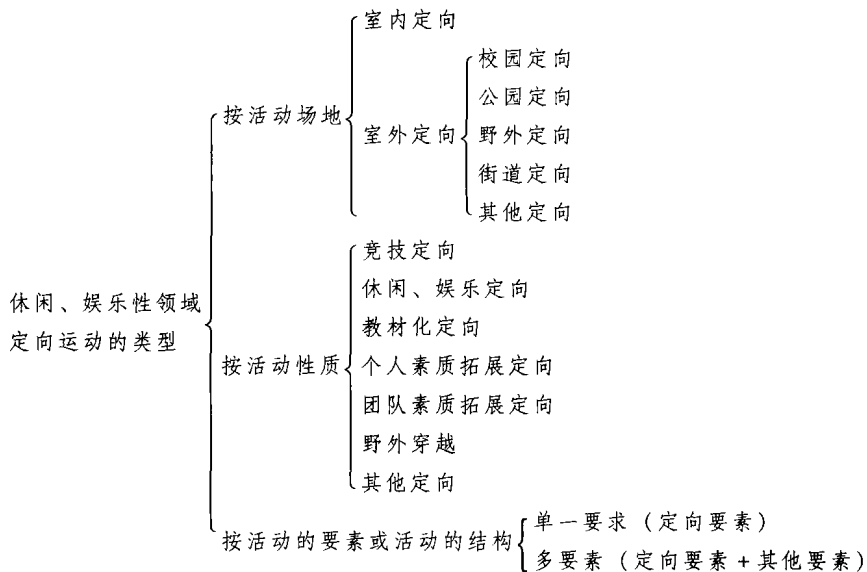 休闲、娱乐性领域
定向运动的类型
按活动场地
室内定向
室外定向
校园定向
公园定向
野外定向
街道定向
其他定向
按活动性质
竞技定向
休闲、娱乐定向
教材化定向
个人素质拓展定向
团队素质拓展定向
野外穿越
其他定向
按活动的要素或活动的结构
单一要求（定向要素）
多要素（定向要素+其他要素）